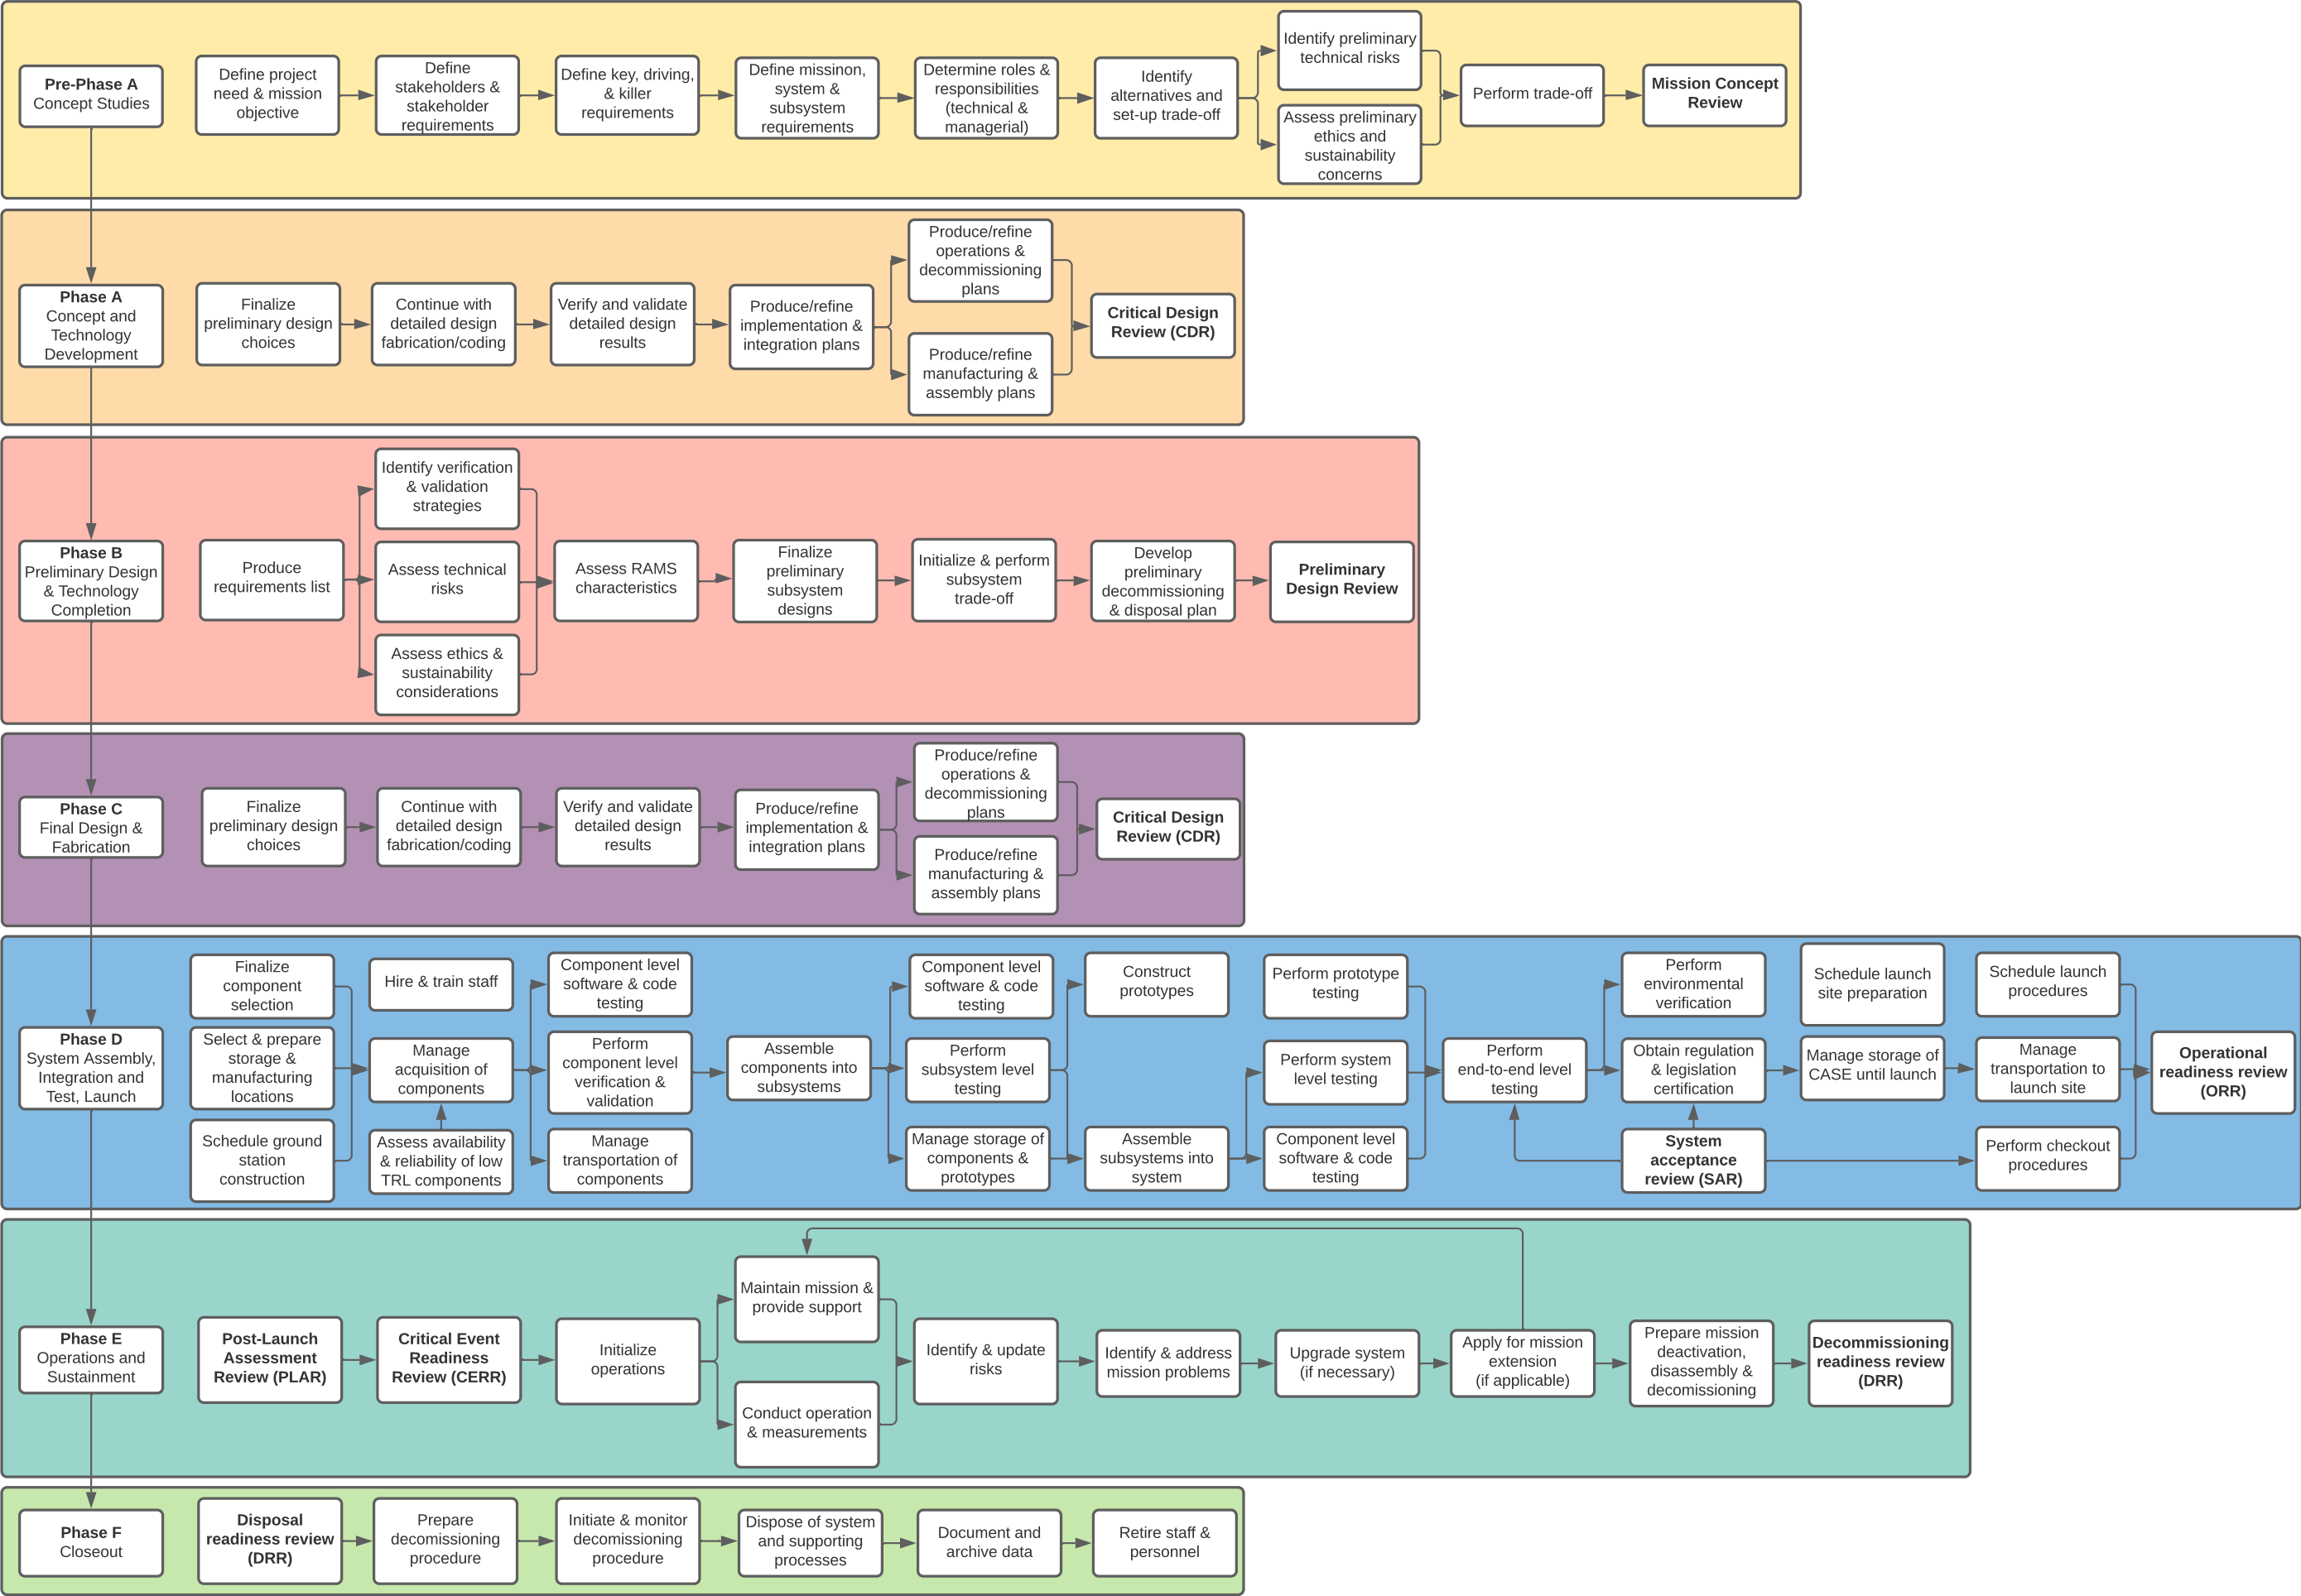 Pre-Phase A
Concept Studies
Define project
need & mission
objective
Define
stakeholders &
stakeholder
requirements
Define key, driving,
& killer
requirements
Define missinon,
system &
subsystem
requirements
Determine roles &
responsibilities
(technical &
managerial)
Identify
alternatives and
set-up trade-off
Identify preliminary
technical risks
Assess preliminary
ethics and
sustainability
concerns
Perform trade-off
Mission Concept
Review
Phase A
Concept and
Technology
Development
Finalize
preliminary design
choices
Continue with
detailed design
fabrication/coding
Verify and validate
detailed design
results
Produce/refine
implementation &
integration plans
Produce/refine
operations &
decommissioning
plans
Produce/refine
manufacturing &
assembly plans
Critical Design
Review (CDR)
Phase B
Preliminary Design
& Technology
Completion
Produce
requirements list
Identify verification
& validation
strategies
Assess technical
risks
Assess ethics &
sustainability
considerations
Assess RAMS
characteristics
Finalize
preliminary
subsystem
designs
Initialize & perform
subsystem
trade-off
Develop
preliminary
decommissioning
& disposal plan
Preliminary
Design Review
Phase C
Final Design &
Fabrication
Finalize
preliminary design
choices
Continue with
detailed design
fabrication/coding
Verify and validate
detailed design
results
Produce/refine
implementation &
integration plans
Produce/refine
operations &
decommissioning
plans
Produce/refine
manufacturing &
assembly plans
Critical Design
Review (CDR)
Phase D
System Assembly,
Integration and
Test, Launch
Finalize
component
selection
Select & prepare
storage &
manufacturing
locations
Schedule ground
station
construction
Hire & train staff
Manage
acquisition of
components
Assess availability
& reliability of low
TRL components
Component level
software & code
testing
Perform
component level
verification &
validation
Manage
transportation of
components
Assemble
components into
subsystems
Component level
software & code
testing
Perform
subsystem level
testing
Manage storage of
components &
prototypes
Construct
prototypes
Assemble
subsystems into
system
Perform prototype
testing
Perform system
level testing
Component level
software & code
testing
Perform
end-to-end level
testing
Perform
environmental
verification
Obtain regulation
& legislation
certification
System
acceptance
review (SAR)
Schedule launch
site preparation
Manage storage of
CASE until launch
Schedule launch
procedures
Manage
transportation to
launch site
Perform checkout
procedures
Operational
readiness review
(ORR)
Phase E
Operations and
Sustainment
Post-Launch
Assessment
Review (PLAR)
Critical Event
Readiness
Review (CERR)
Initialize
operations
Maintain mission &
provide support
Conduct operation
& measurements
Identify & update
risks
Identify & address
mission problems
Upgrade system
(if necessary)
Apply for mission
extension
(if applicable)
Prepare mission
deactivation,
disassembly &
decomissioning
Decommissioning
readiness review
(DRR)
Phase F
Closeout
Disposal
readiness review
(DRR)
Prepare
decomissioning
procedure
Initiate & monitor
decomissioning
procedure
Dispose of system
and supporting
processes
Document and
archive data
Retire staff &
personnel